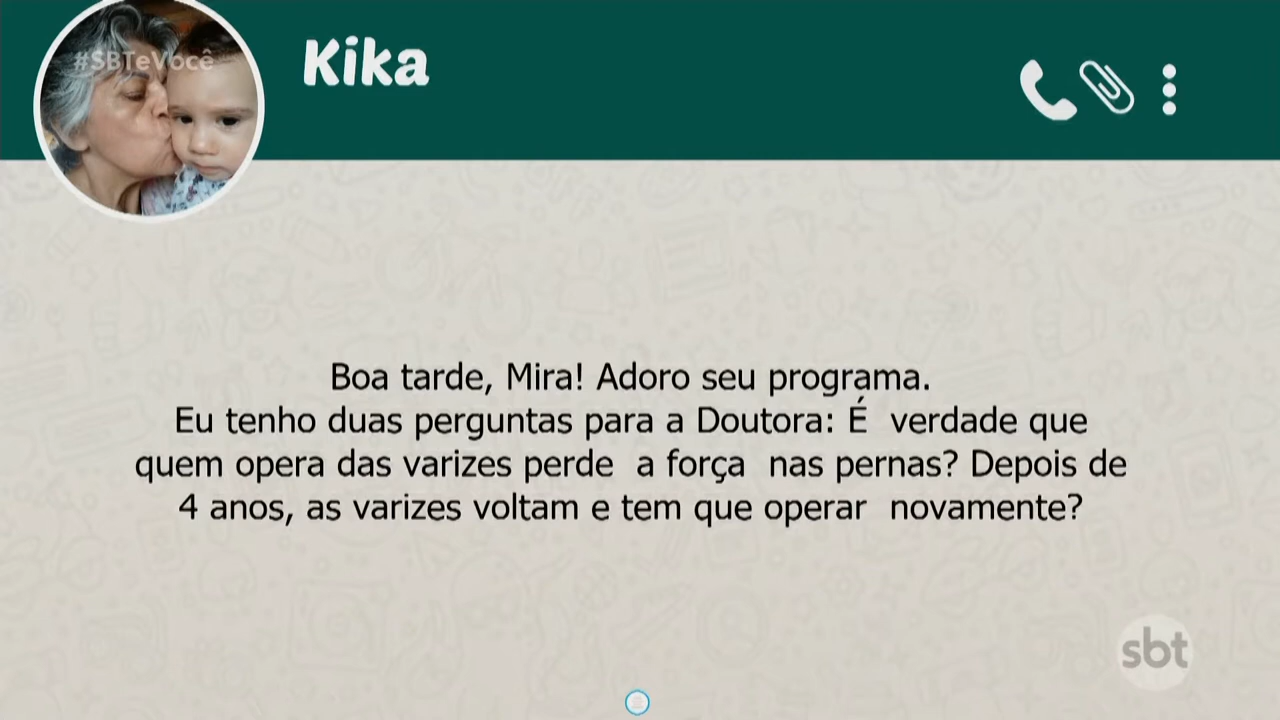 #SBTeVocê
Kika
Boa tarde, Mira! Adoro seu programa.
Eu tenho duas perguntas para a Doutora: É verdade que
quem opera das varizes perde a força nas pernas? Depois de
4 anos, as varizes voltam e tem que operar novamente?
sbt